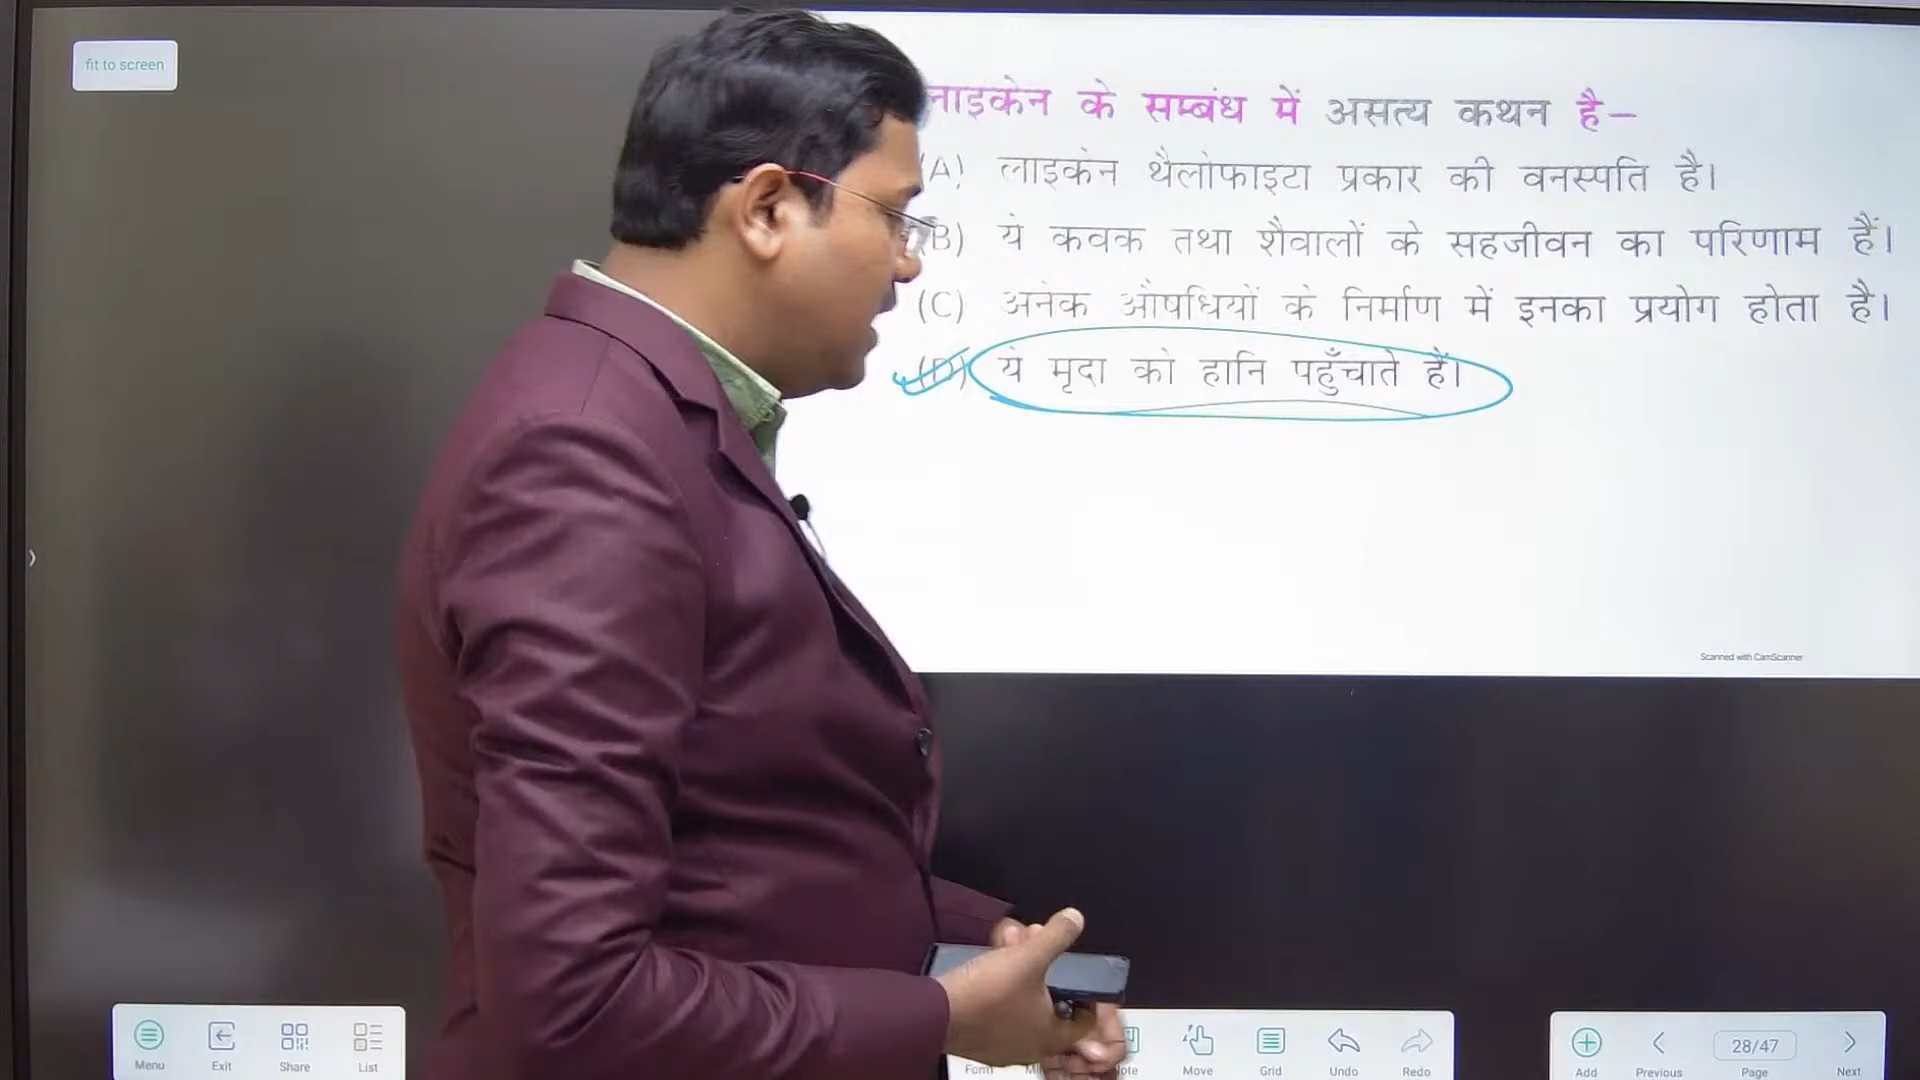 fit to screen
लाइकेन के सम्बंध में असत्य कथन है–
(A) लाइकेन थैलोफाइटा प्रकार की वनस्पति है।
(B) ये कवक तथा शैवालों के सहजीवन का परिणाम हैं।
(C) अनेक औषधियों के निर्माण में इनका प्रयोग होता है।
(D) ये मृदा को हानि पहुँचाते हैं।
Scanned with CamScanner
Menu Exit Share List Form Move Grid Undo Redo Add Previous 28/47 Page Next